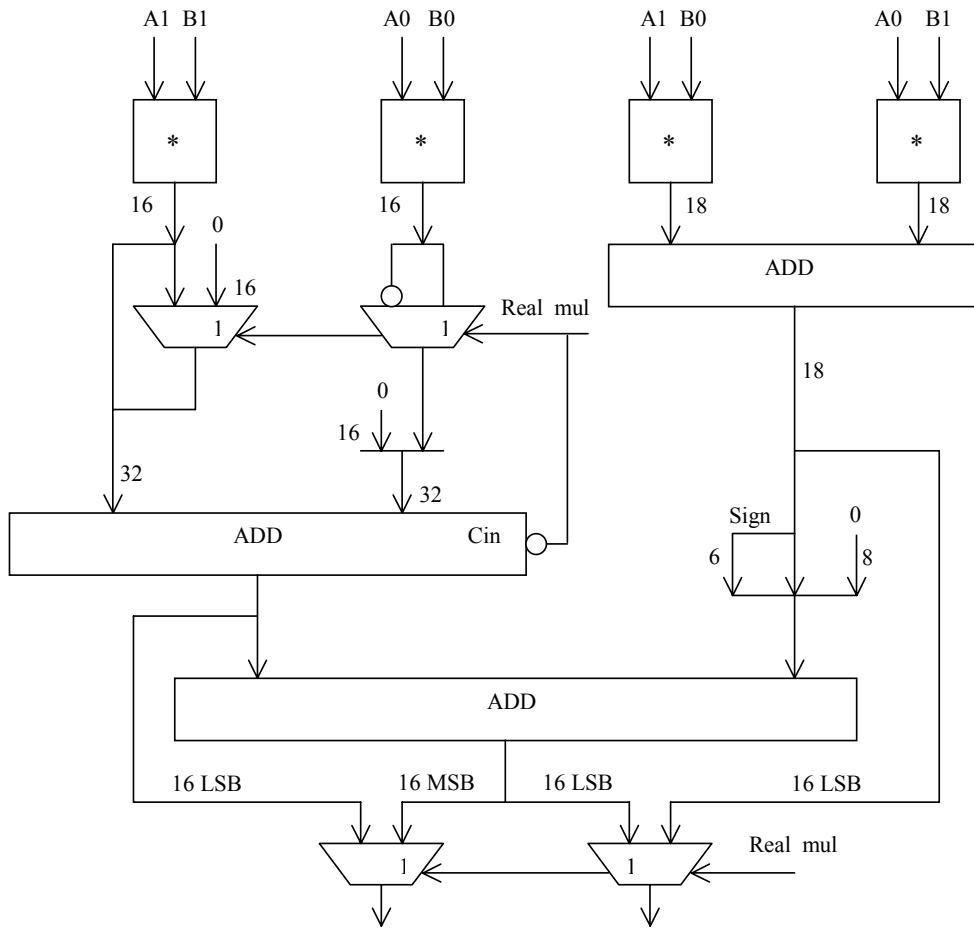 A1 B1 A0 B0 A1 B0 A0 B1
* * * *
16 16 18 18
0
ADD
16
1 1 Real mul
18
0
16
32 32
ADD Cin
Sign 0
6 8
ADD
16 LSB 16 MSB 16 LSB 16 LSB
1 1 Real mul